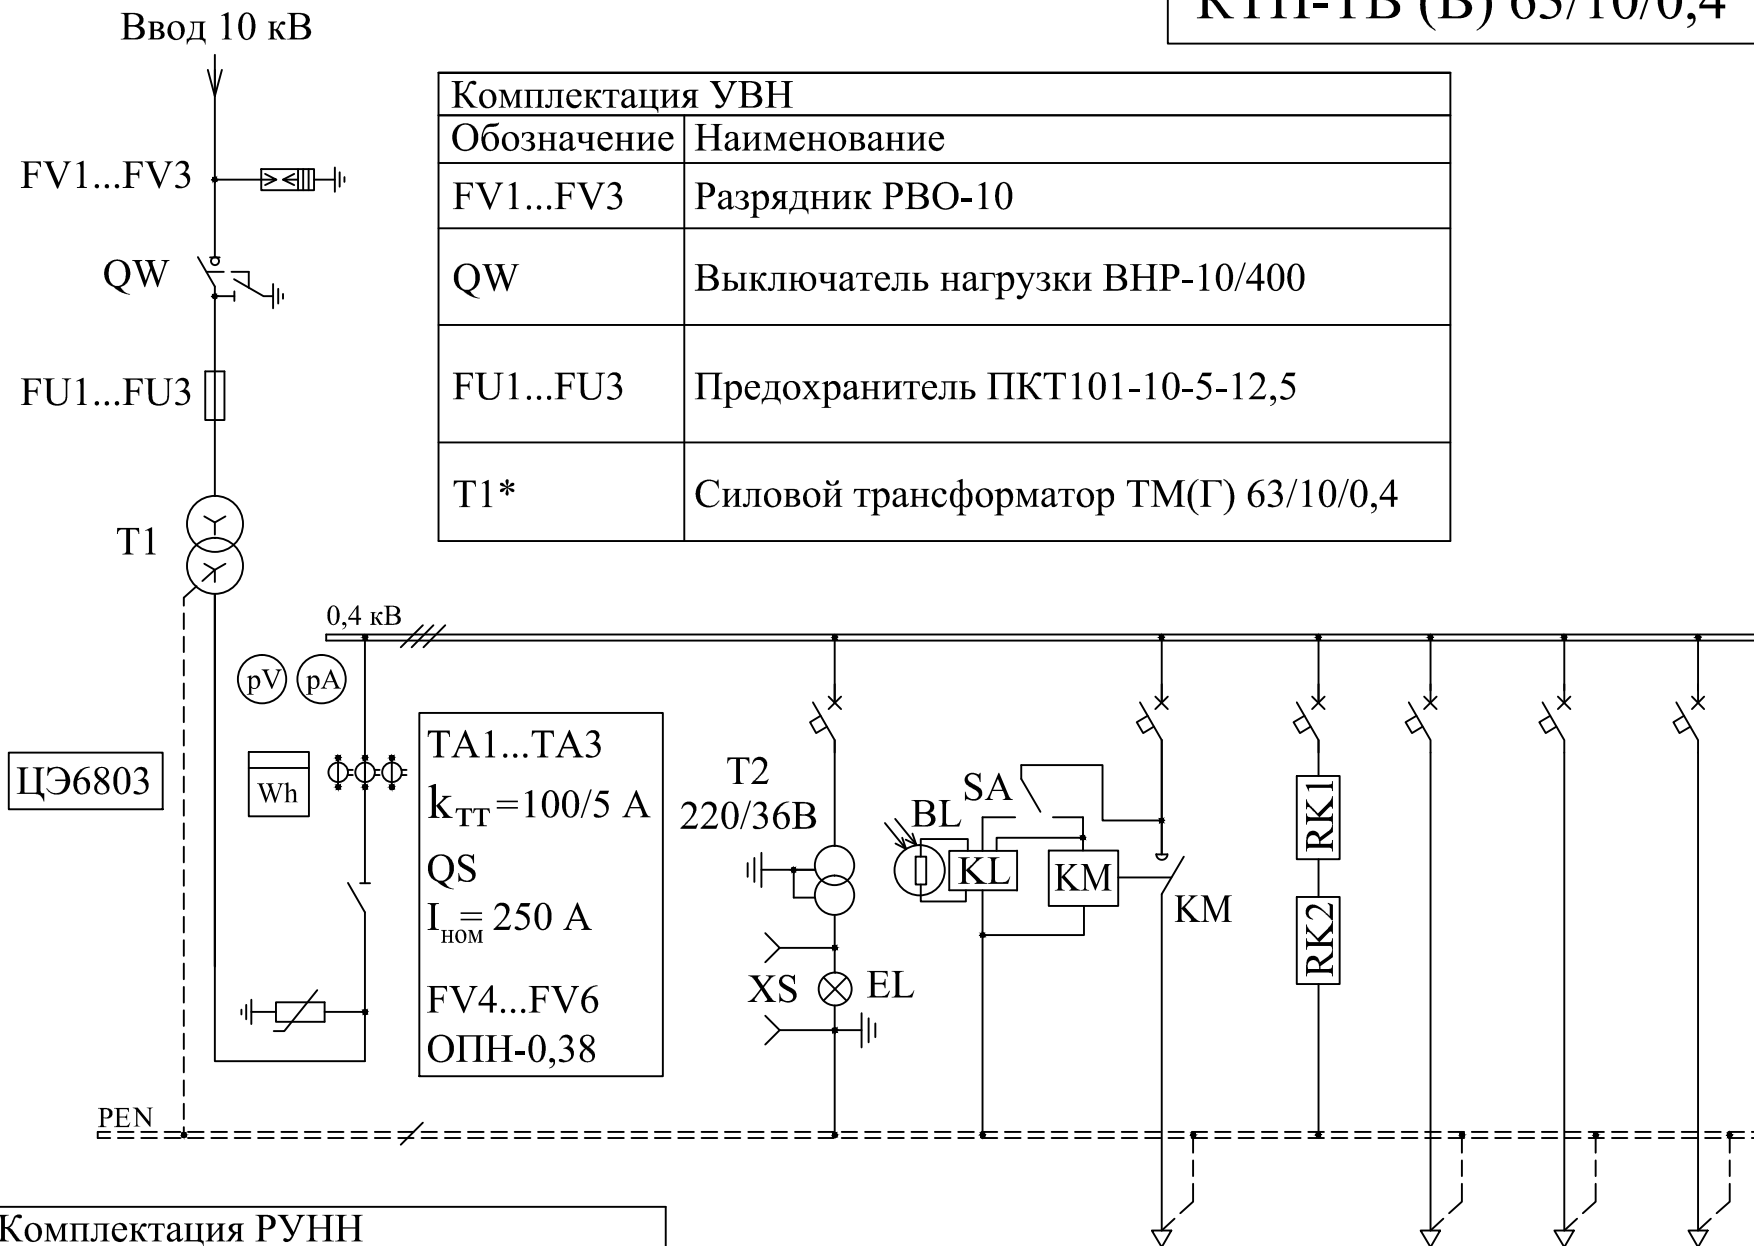 КТП-ТВ (В) 63/10/0,4
Ввод 10 кВ
Комплектация УВН
Обозначение Наименование
FV1...FV3
FV1...FV3 Разрядник РВО-10
QW
QW Выключатель нагрузки ВНР-10/400
FU1...FU3
FU1...FU3 Предохранитель ПКТ101-10-5-12,5
T1* Силовой трансформатор ТМ(Г) 63/10/0,4
T1
0,4 кВ
pV pA
ЦЭ6803
Wh
TA1...TA3
kТТ=100/5 А
QS
Iном= 250 А
FV4...FV6
ОПН-0,38
T2
220/36В
XS
EL
BL
SA
KL
KM
KM
RK1
RK2
PEN
Комплектация РУНН